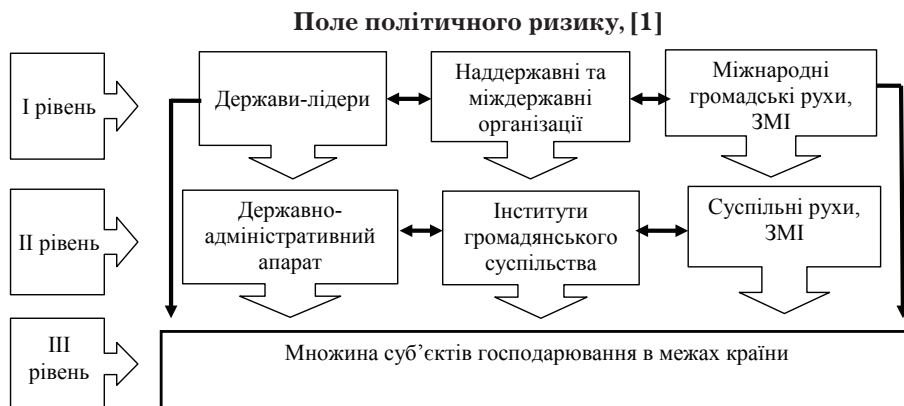 Поле політичного ризику, [1]
І рівень
Держави-лідери
Наддержавні та
міждержавні
організації
Міжнародні
громадські рухи,
ЗМІ
ІІ рівень
Державно-
адміністративний
апарат
Інститути
громадянського
суспільства
Суспільні рухи,
ЗМІ
ІІІ
рівень
Множина суб’єктів господарювання в межах країни